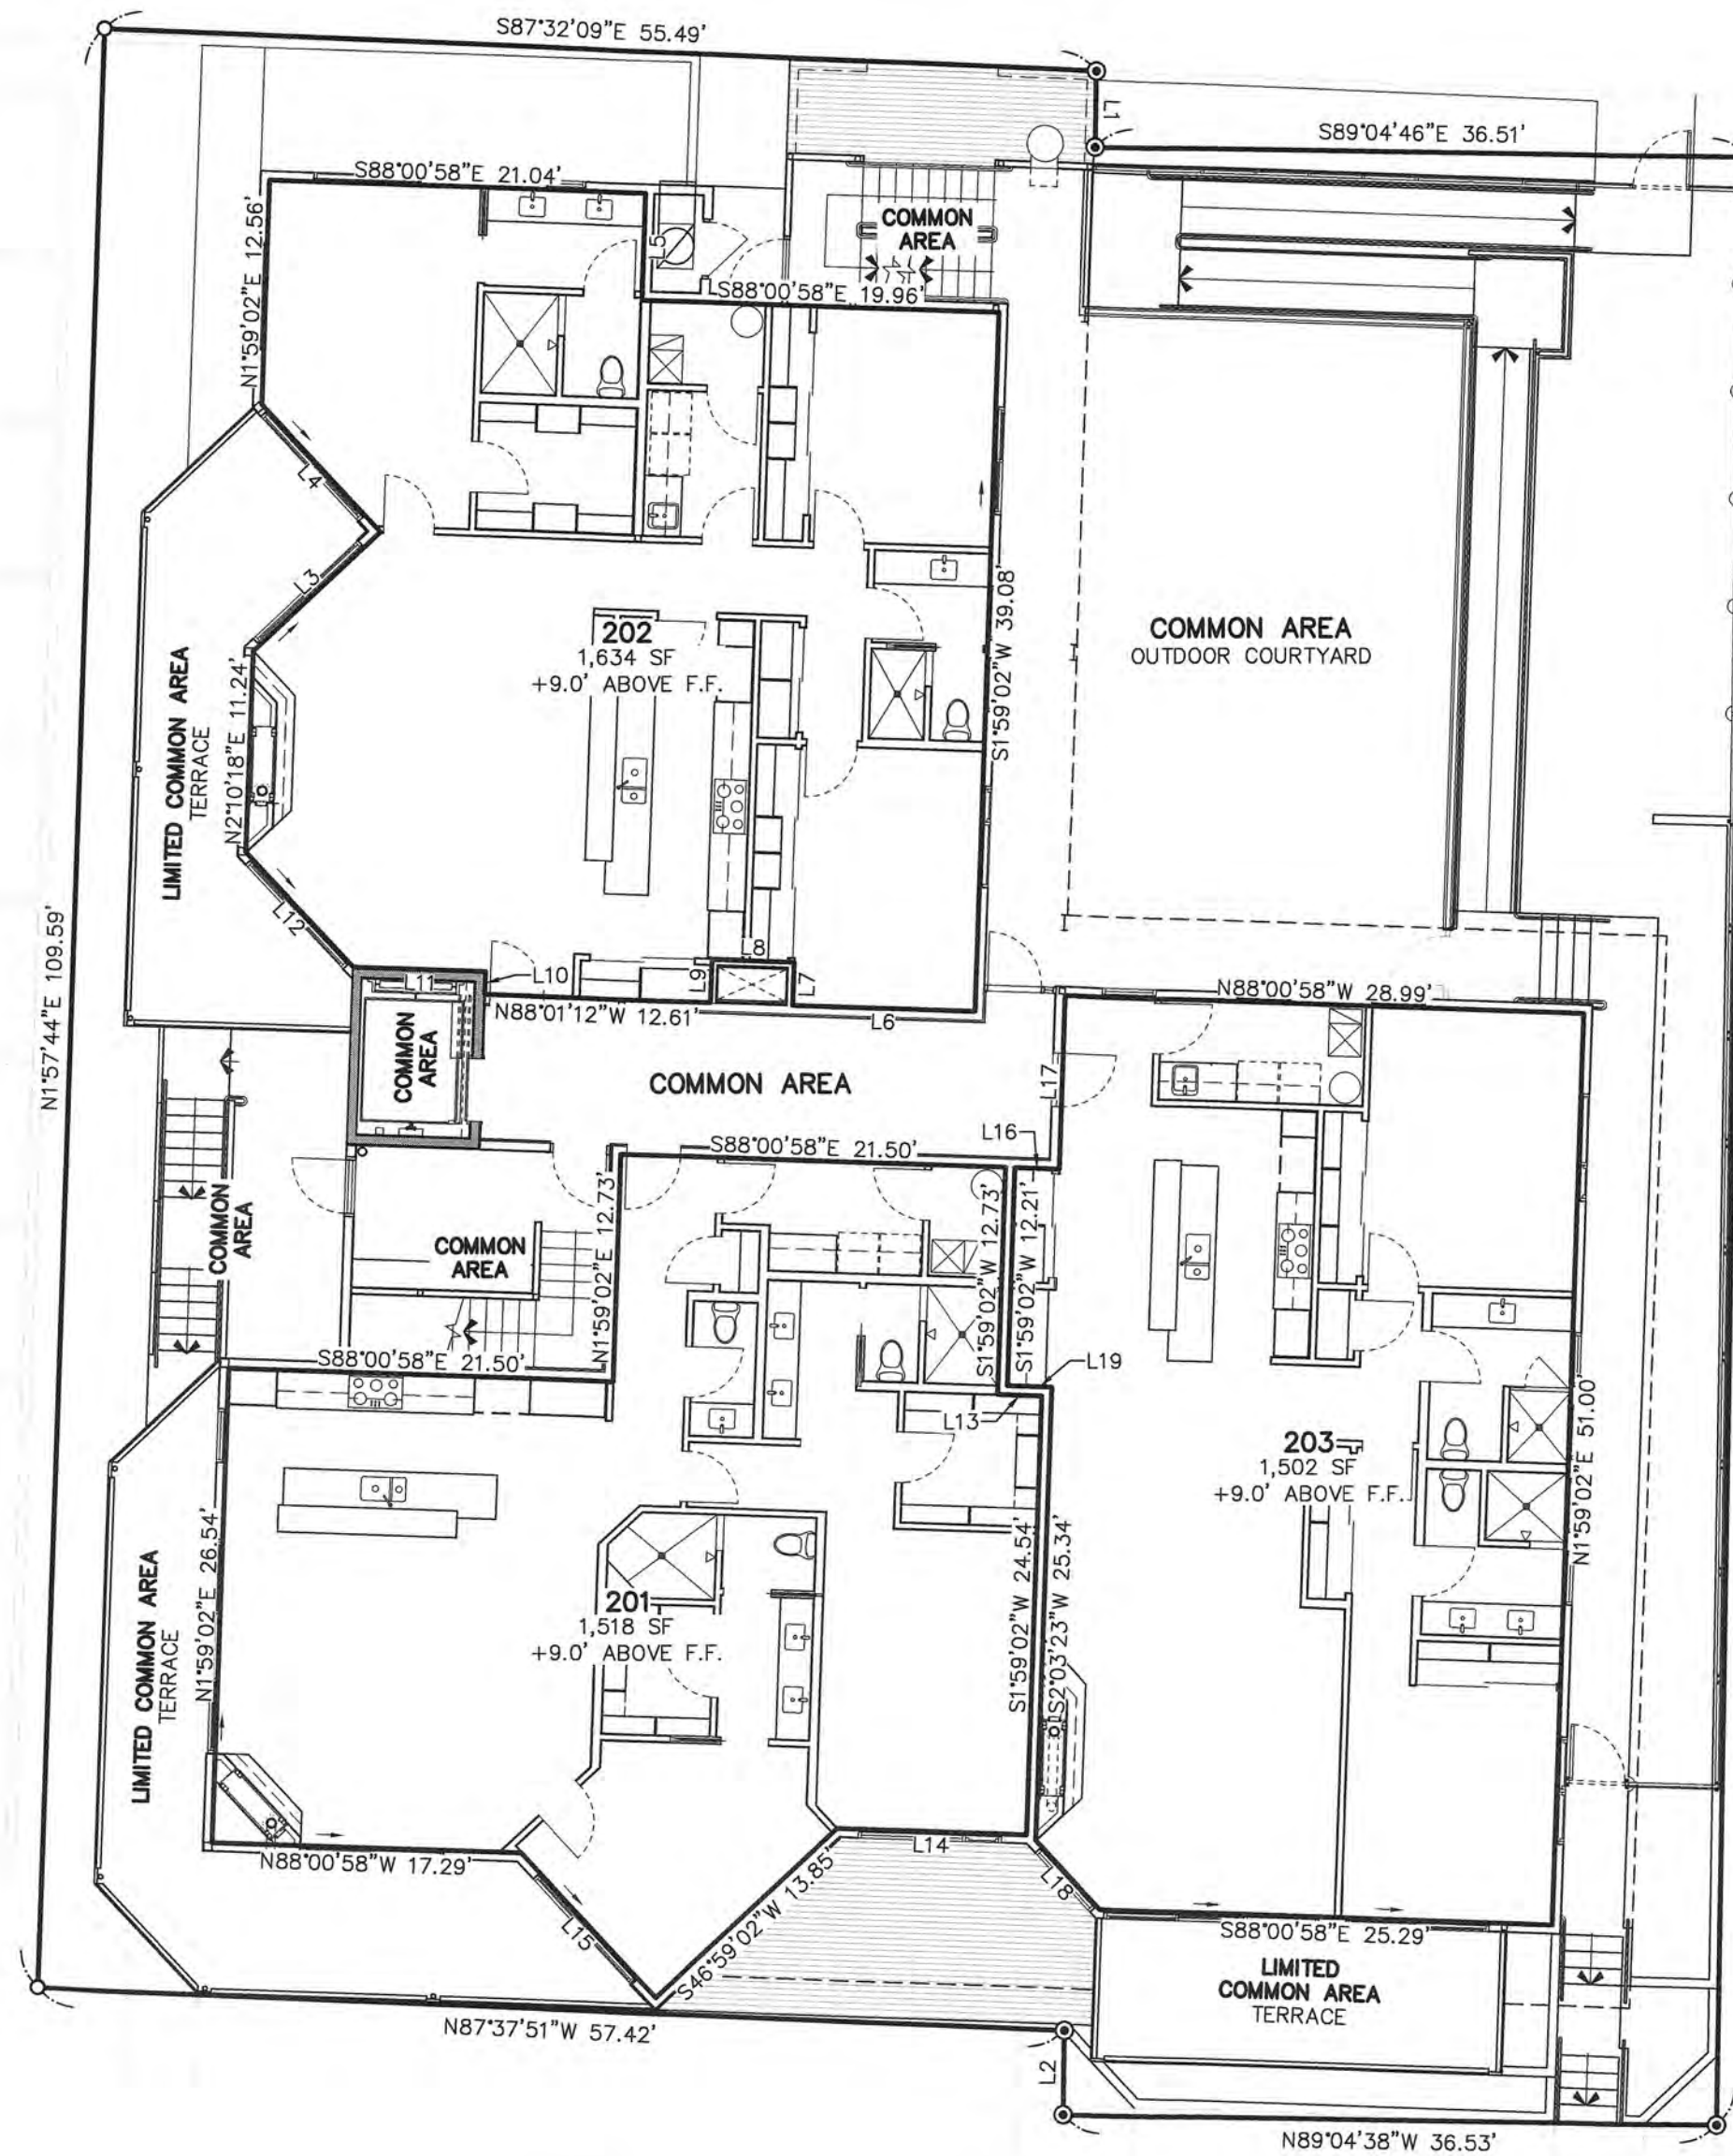 S87°32'09"E 55.49'
L1
S89°04'46"E 36.51'
S88°00'58"E 21.04'
N1°59'02"E 12.56'
L5
COMMON
AREA
S88°00'58"E 19.96'
L4
L3
202
1,634 SF
+9.0' ABOVE F.F.
S1°59'02"W 39.08'
COMMON AREA
OUTDOOR COURTYARD
LIMITED COMMON AREA
TERRACE
N2°10'18"E 11.24'
L12
N1°57'44"E 109.59'
L8
L9
L7
L10
L11
N88°01'12"W 12.61'
L6
N88°00'58"W 28.99'
COMMON
AREA
COMMON AREA
L17
L16
S88°00'58"E 21.50'
COMMON
AREA
COMMON
AREA
N1°59'02"E 12.73'
S1°59'02"W 12.73'
S1°59'02"W 12.21'
S88°00'58"E 21.50'
L19
L13
203
1,502 SF
+9.0' ABOVE F.F.
N1°59'02"E 51.00'
N1°59'02"E 26.54'
LIMITED COMMON AREA
TERRACE
201
1,518 SF
+9.0' ABOVE F.F.
S1°59'02"W 24.54'
S2°03'23"W 25.34'
N88°00'58"W 17.29'
L15
S46°59'02"W 13.85'
L14
L18
S88°00'58"E 25.29'
LIMITED
COMMON AREA
TERRACE
N87°37'51"W 57.42'
L2
N89°04'38"W 36.53'